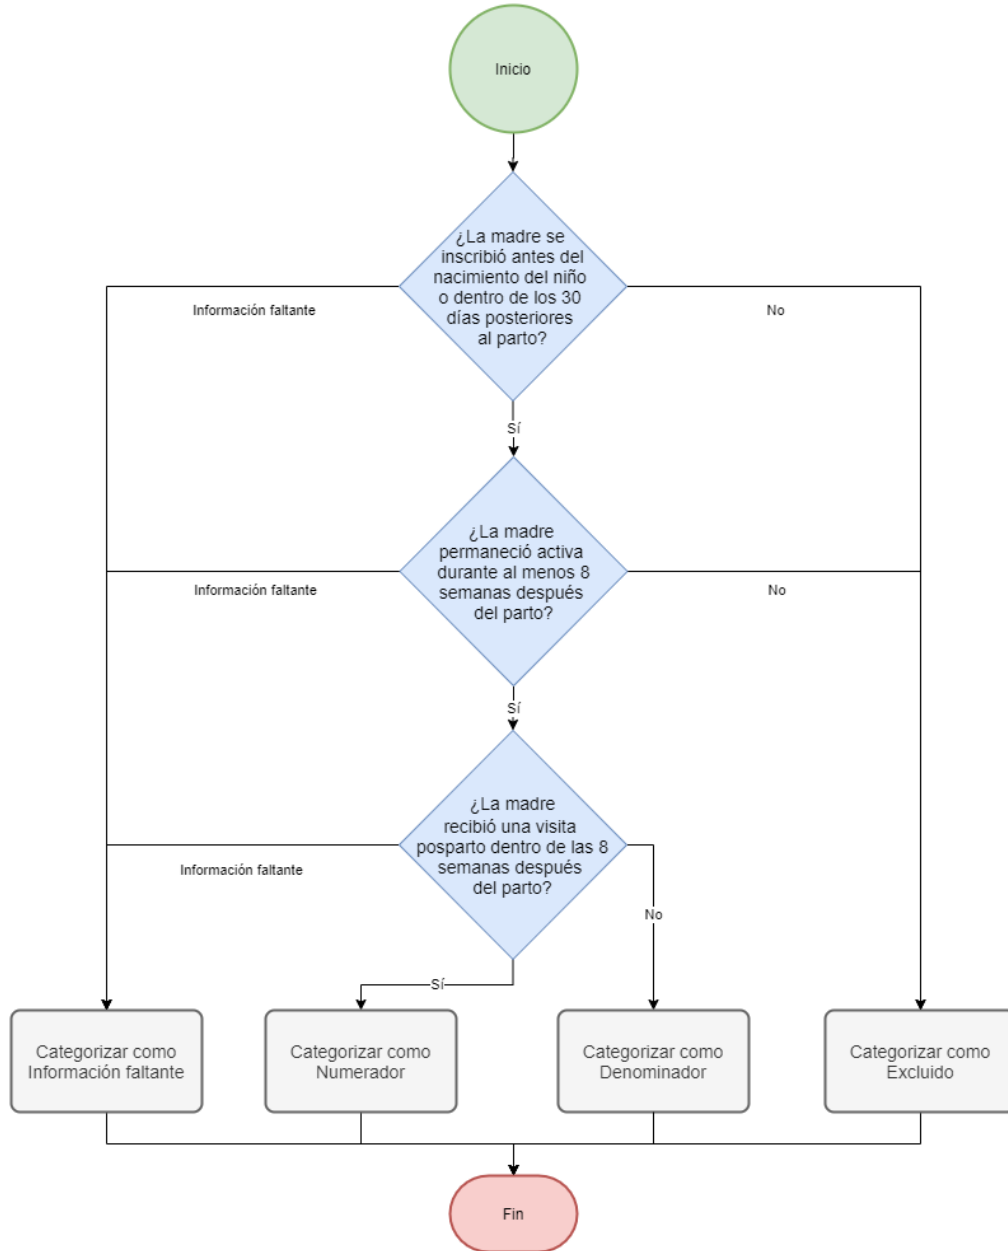 Inicio
¿La madre se
inscribió antes del
nacimiento del niño
o dentro de los 30
días posteriores
al parto?
Información faltante
No
Sí
¿La madre
permaneció activa
durante al menos 8
semanas después
del parto?
Información faltante
No
Sí
¿La madre
recibió una visita
posparto dentro de las 8
semanas después
del parto?
Información faltante
No
Sí
Categorizar como
Información faltante
Categorizar como
Numerador
Categorizar como
Denominador
Categorizar como
Excluido
Fin